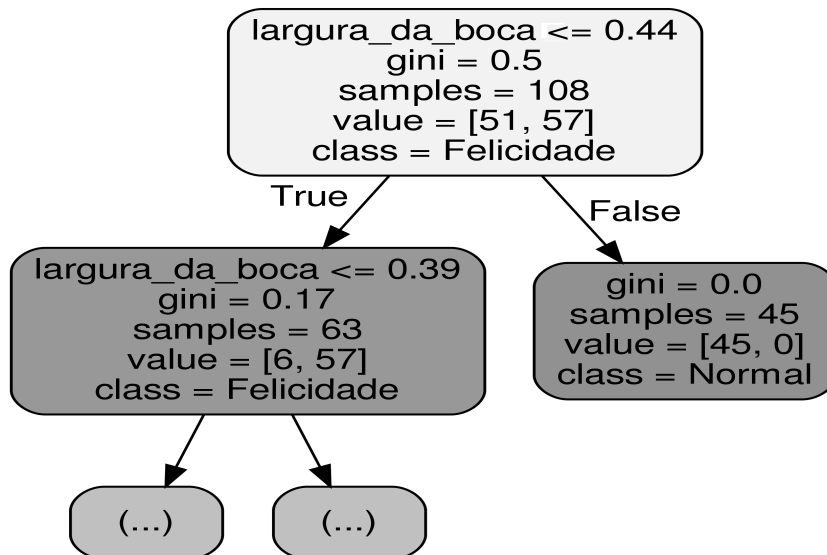 largura_da_boca <= 0.44
gini = 0.5
samples = 108
value = [51, 57]
class = Felicidade
True
False
largura_da_boca <= 0.39
gini = 0.17
samples = 63
value = [6, 57]
class = Felicidade
gini = 0.0
samples = 45
value = [45, 0]
class = Normal
(...)
(...)